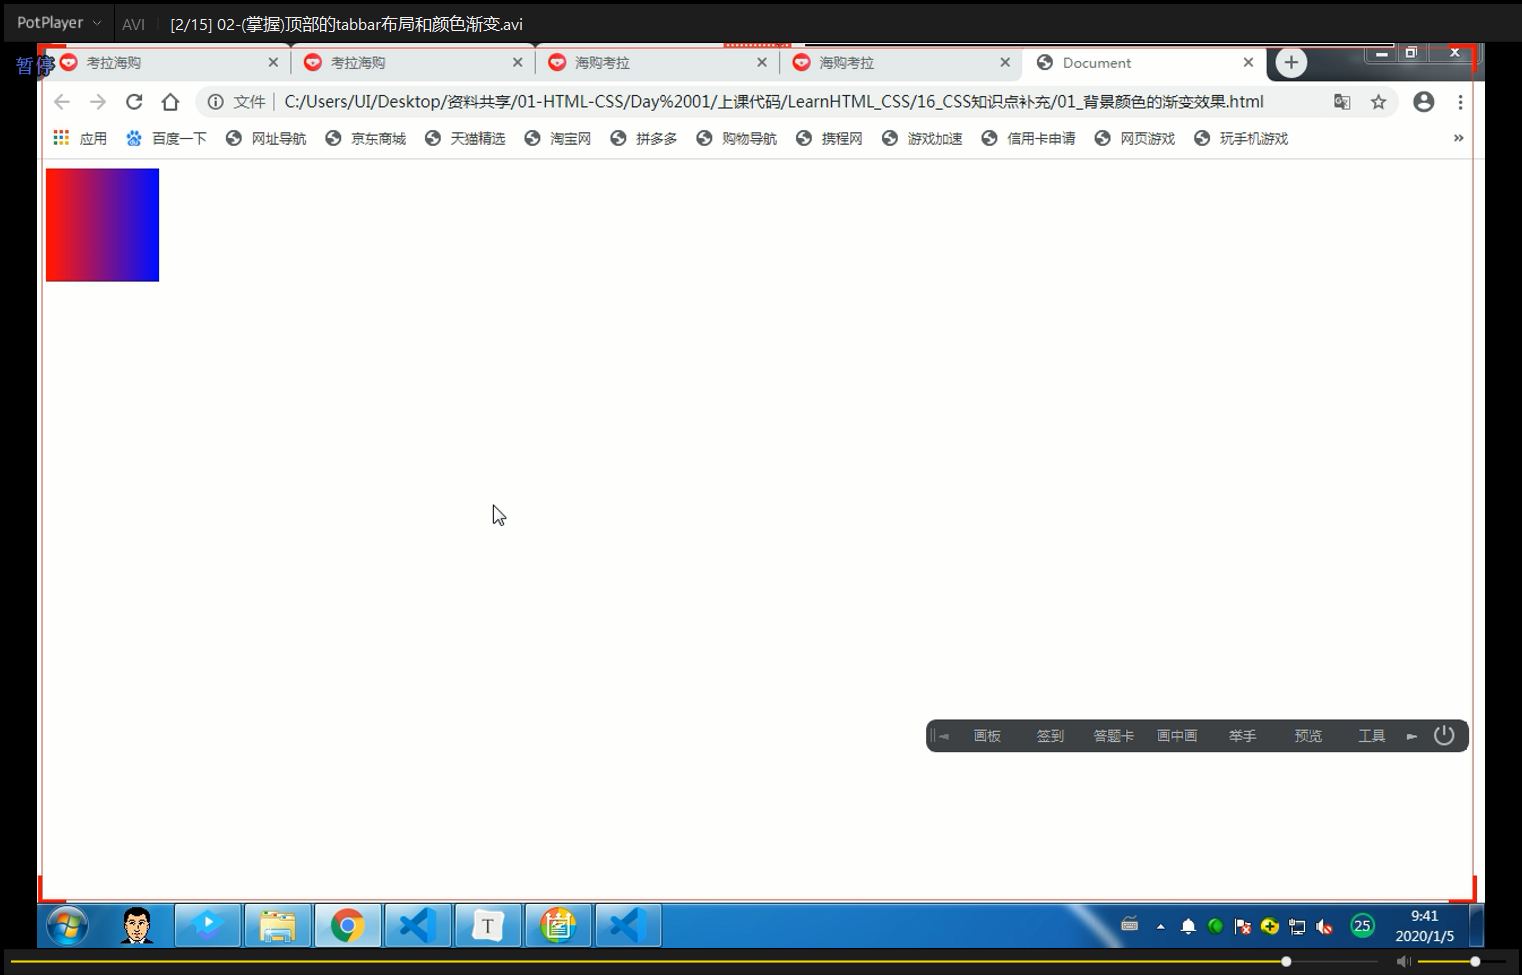 PotPlayer AVI [2/15] 02-(掌握)顶部的tabbar布局和颜色渐变.avi
暂停
考拉海购 考拉海购 海购考拉 海购考拉 Document
文件 C:/Users/UI/Desktop/资料共享/01-HTML-CSS/Day%2001/上课代码/LearnHTML_CSS/16_CSS知识点补充/01_背景颜色的渐变效果.html
应用 百度一下 网址导航 京东商城 天猫精选 淘宝网 拼多多 购物导航 携程网 游戏加速 信用卡申请 网页游戏 玩手机游戏 »
画板 签到 答题卡 画中画 举手 预览 工具
T
25
9:41
2020/1/5